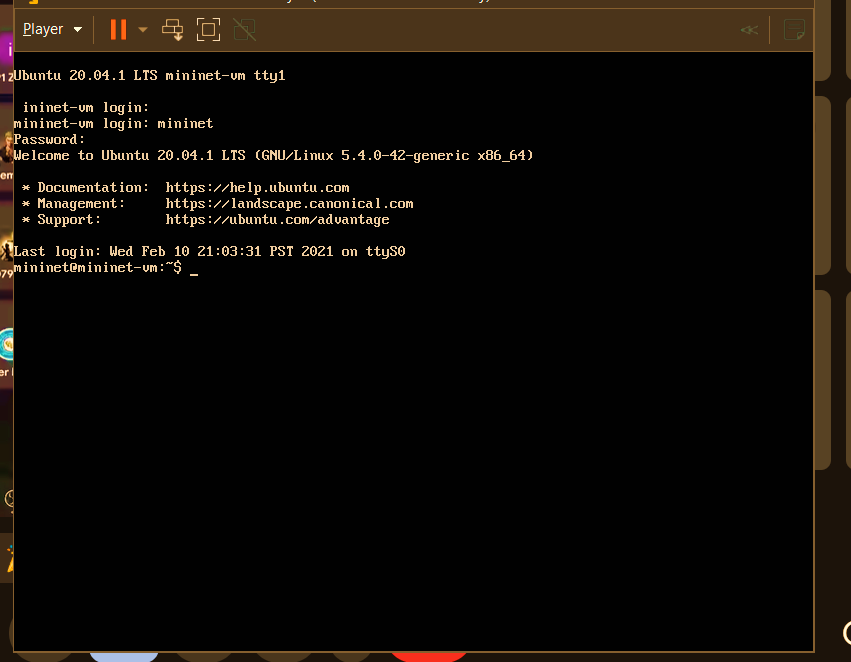 Player
Ubuntu 20.04.1 LTS mininet-vm tty1
ininet-vm login:
mininet-vm login: mininet
Password:
Welcome to Ubuntu 20.04.1 LTS (GNU/Linux 5.4.0-42-generic x86_64)
* Documentation: https://help.ubuntu.com
* Management: https://landscape.canonical.com
* Support: https://ubuntu.com/advantage
Last login: Wed Feb 10 21:03:31 PST 2021 on ttyS0
mininet@mininet-vm:~$ _